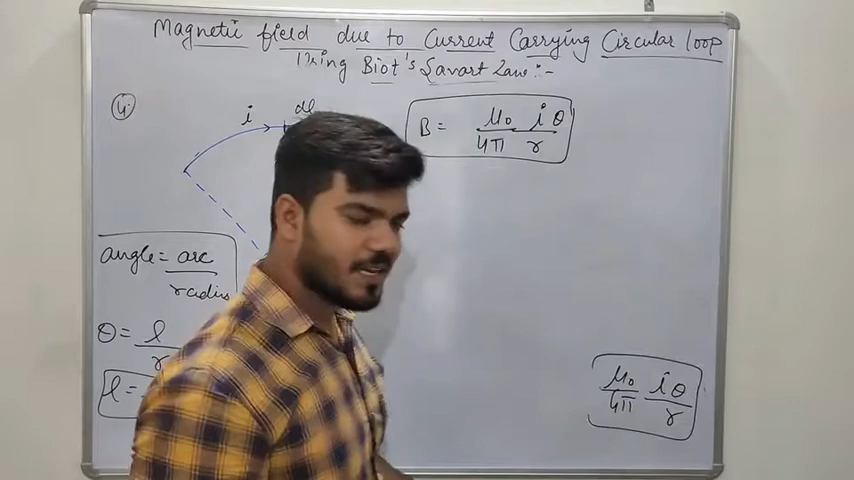 Magnetic field due to Current Carrying Circular loop
Using Biot's Savart Law :-
4.
i
dl
B = μ₀/4π iθ/r
angle = arc/radius
θ = l/r
l =
μ₀/4π iθ/r